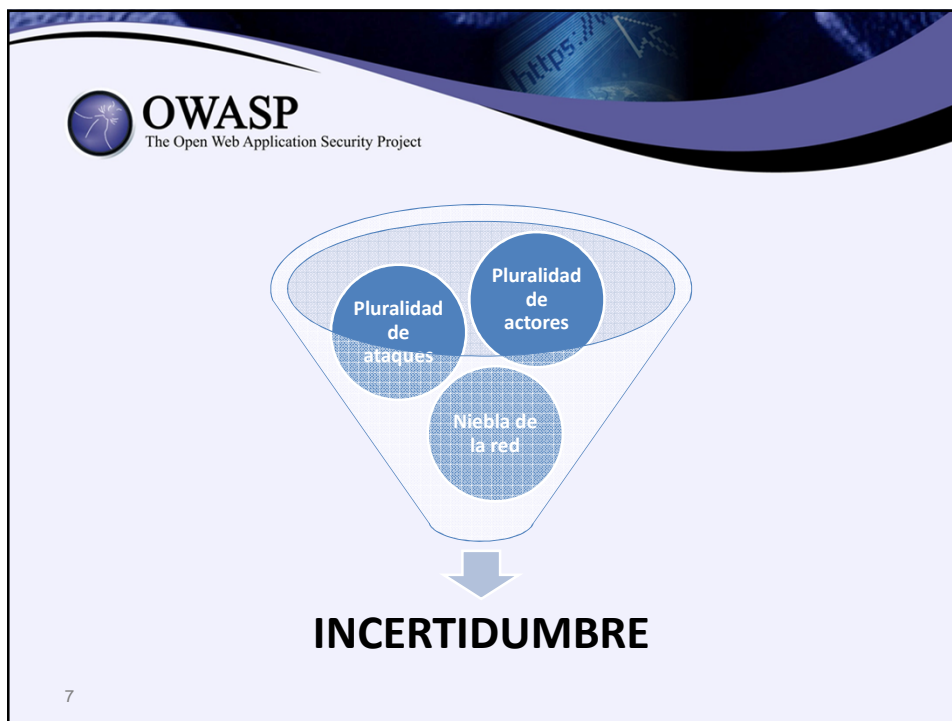 https://
OWASP
The Open Web Application Security Project
Pluralidad
de
actores
Pluralidad
de
ataques
Niebla de
la red
INCERTIDUMBRE
7